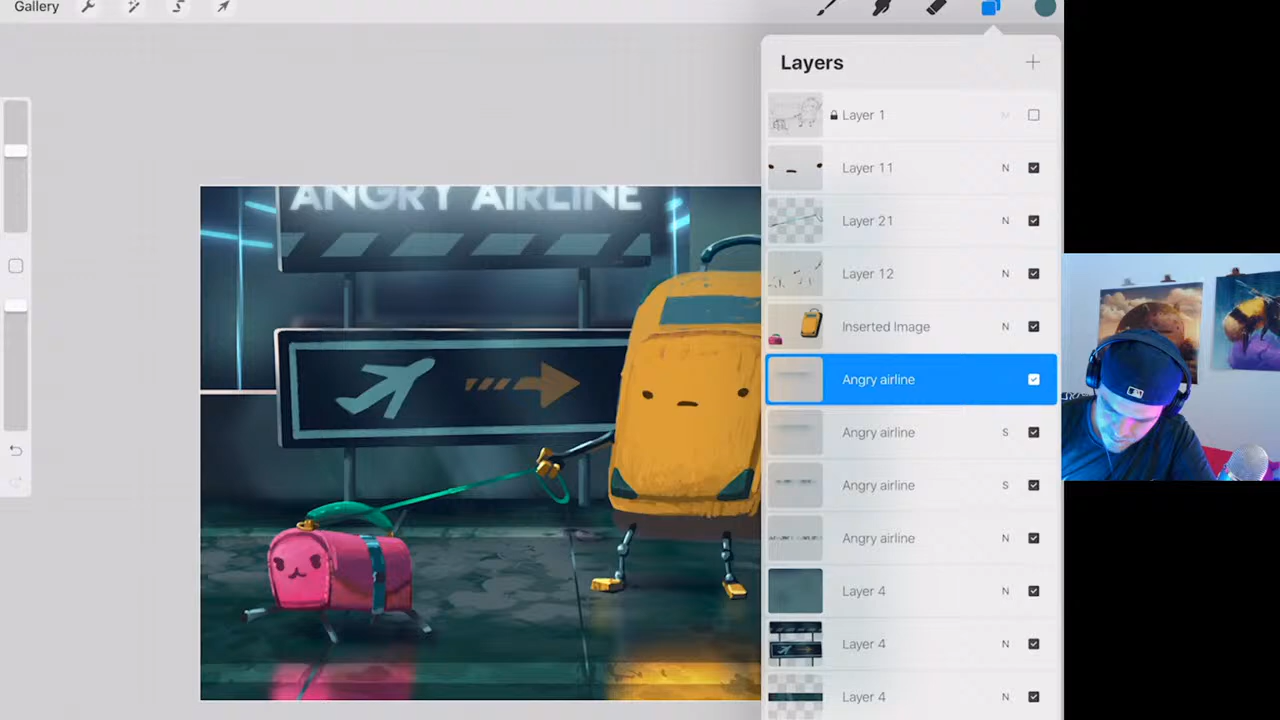 Gallery
Layers
Layer 1
M
Layer 11
N
Layer 21
N
Layer 12
N
Inserted Image
N
Angry airline
Angry airline
S
Angry airline
S
Angry airline
N
Layer 4
N
Layer 4
N
Layer 4
N
ANGRY AIRLINE